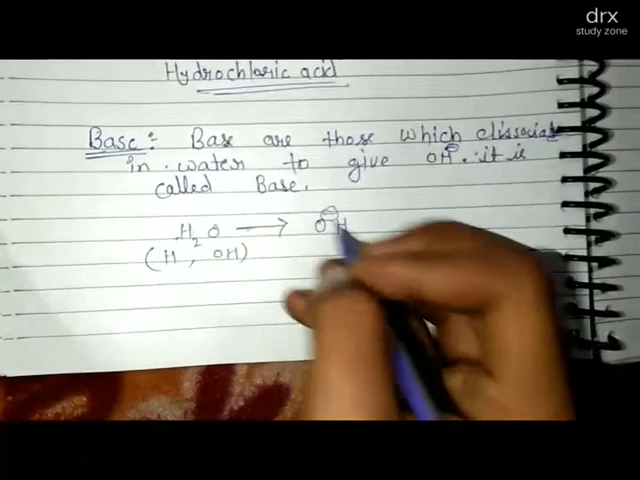 drx
study zone
Hydrochloric acid
Base: Base are those which dissociate
in water to give OH⊖. it is
called Base.
H₂O ⟶ O⊖H
(H , OH)